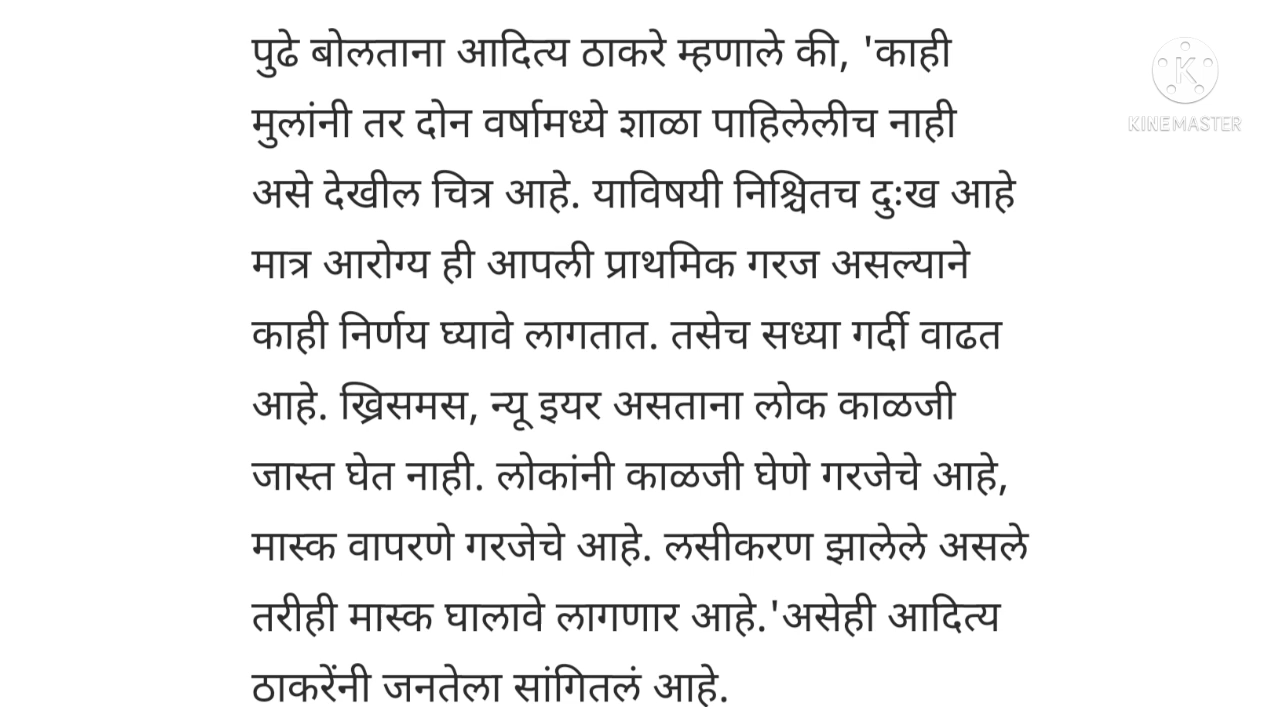 पुढे बोलताना आदित्य ठाकरे म्हणाले की, 'काही
मुलांनी तर दोन वर्षामध्ये शाळा पाहिलेलीच नाही
असे देखील चित्र आहे. याविषयी निश्चितच दुःख आहे
मात्र आरोग्य ही आपली प्राथमिक गरज असल्याने
काही निर्णय घ्यावे लागतात. तसेच सध्या गर्दी वाढत
आहे. ख्रिसमस, न्यू इयर असताना लोक काळजी
जास्त घेत नाही. लोकांनी काळजी घेणे गरजेचे आहे,
मास्क वापरणे गरजेचे आहे. लसीकरण झालेले असले
तरीही मास्क घालावे लागणार आहे.'असेही आदित्य
ठाकरेंनी जनतेला सांगितलं आहे.
K
KINEMASTER